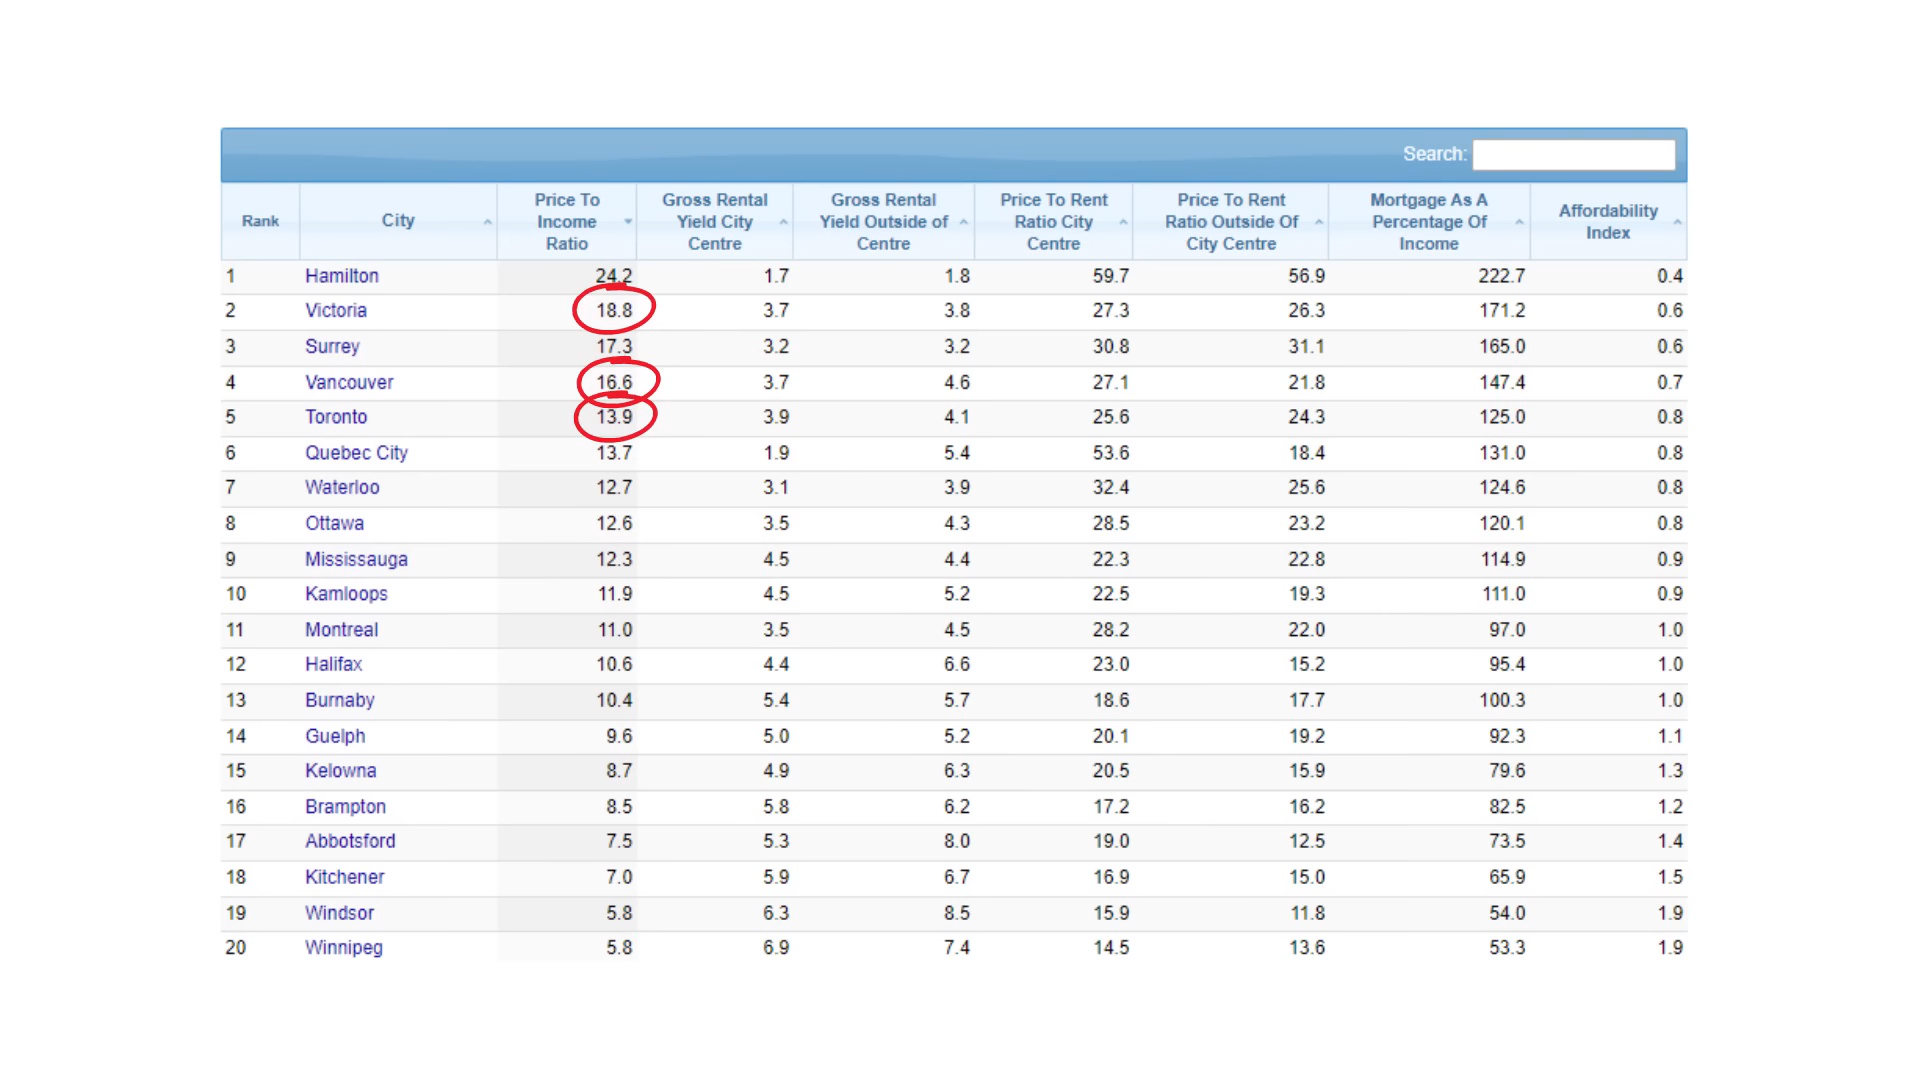 Search:
Rank City Price To Income Ratio Gross Rental Yield City Centre Gross Rental Yield Outside of Centre Price To Rent Ratio City Centre Price To Rent Ratio Outside Of City Centre Mortgage As A Percentage Of Income Affordability Index
1 Hamilton 24.2 1.7 1.8 59.7 56.9 222.7 0.4
2 Victoria 18.8 3.7 3.8 27.3 26.3 171.2 0.6
3 Surrey 17.3 3.2 3.2 30.8 31.1 165.0 0.6
4 Vancouver 16.6 3.7 4.6 27.1 21.8 147.4 0.7
5 Toronto 13.9 3.9 4.1 25.6 24.3 125.0 0.8
6 Quebec City 13.7 1.9 5.4 53.6 18.4 131.0 0.8
7 Waterloo 12.7 3.1 3.9 32.4 25.6 124.6 0.8
8 Ottawa 12.6 3.5 4.3 28.5 23.2 120.1 0.8
9 Mississauga 12.3 4.5 4.4 22.3 22.8 114.9 0.9
10 Kamloops 11.9 4.5 5.2 22.5 19.3 111.0 0.9
11 Montreal 11.0 3.5 4.5 28.2 22.0 97.0 1.0
12 Halifax 10.6 4.4 6.6 23.0 15.2 95.4 1.0
13 Burnaby 10.4 5.4 5.7 18.6 17.7 100.3 1.0
14 Guelph 9.6 5.0 5.2 20.1 19.2 92.3 1.1
15 Kelowna 8.7 4.9 6.3 20.5 15.9 79.6 1.3
16 Brampton 8.5 5.8 6.2 17.2 16.2 82.5 1.2
17 Abbotsford 7.5 5.3 8.0 19.0 12.5 73.5 1.4
18 Kitchener 7.0 5.9 6.7 16.9 15.0 65.9 1.5
19 Windsor 5.8 6.3 8.5 15.9 11.8 54.0 1.9
20 Winnipeg 5.8 6.9 7.4 14.5 13.6 53.3 1.9